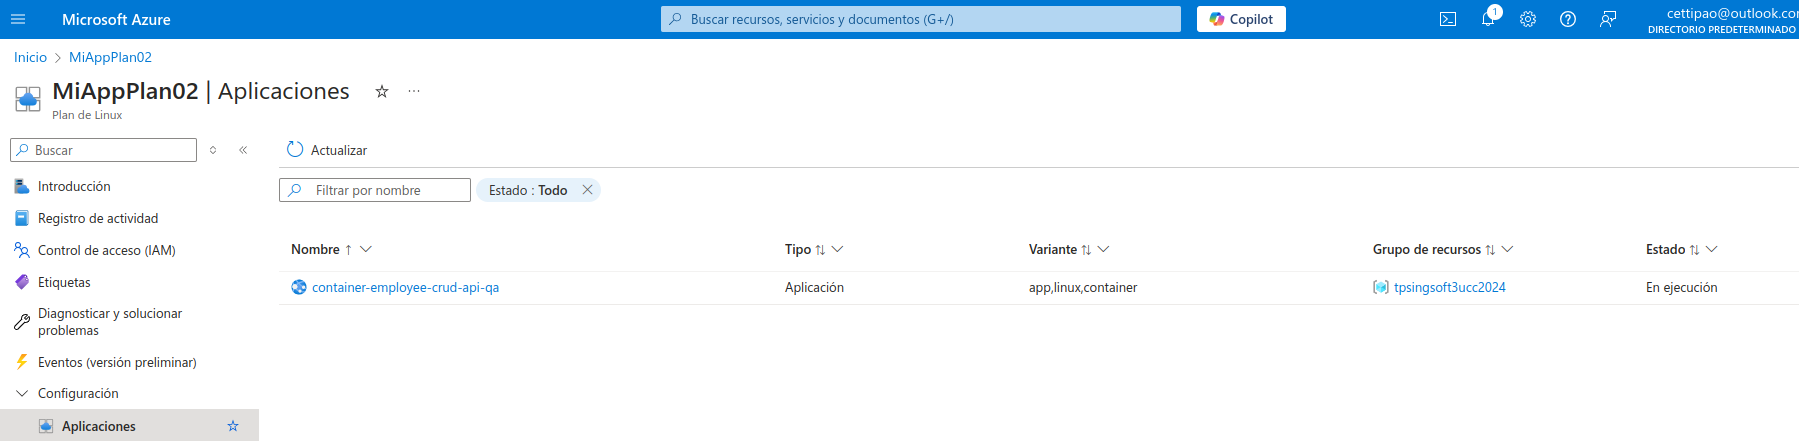 Microsoft Azure
Buscar recursos, servicios y documentos (G+/)
Copilot
1
cettipao@outlook.co
DIRECTORIO PREDETERMINADO
Inicio > MiAppPlan02
MiAppPlan02 | Aplicaciones
Plan de Linux
Buscar
Actualizar
Filtrar por nombre
Estado : Todo
Introducción
Registro de actividad
Control de acceso (IAM)
Etiquetas
Diagnosticar y solucionar
problemas
Eventos (versión preliminar)
Configuración
Aplicaciones
Nombre Tipo Variante Grupo de recursos Estado
container-employee-crud-api-qa Aplicación app,linux,container tpsingsoft3ucc2024 En ejecución